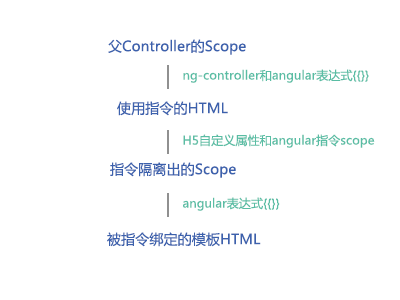 父Controller的Scope
ng-controller和angular表达式{{}}
使用指令的HTML
H5自定义属性和angular指令scope
指令隔离出的Scope
angular表达式{{}}
被指令绑定的模板HTML